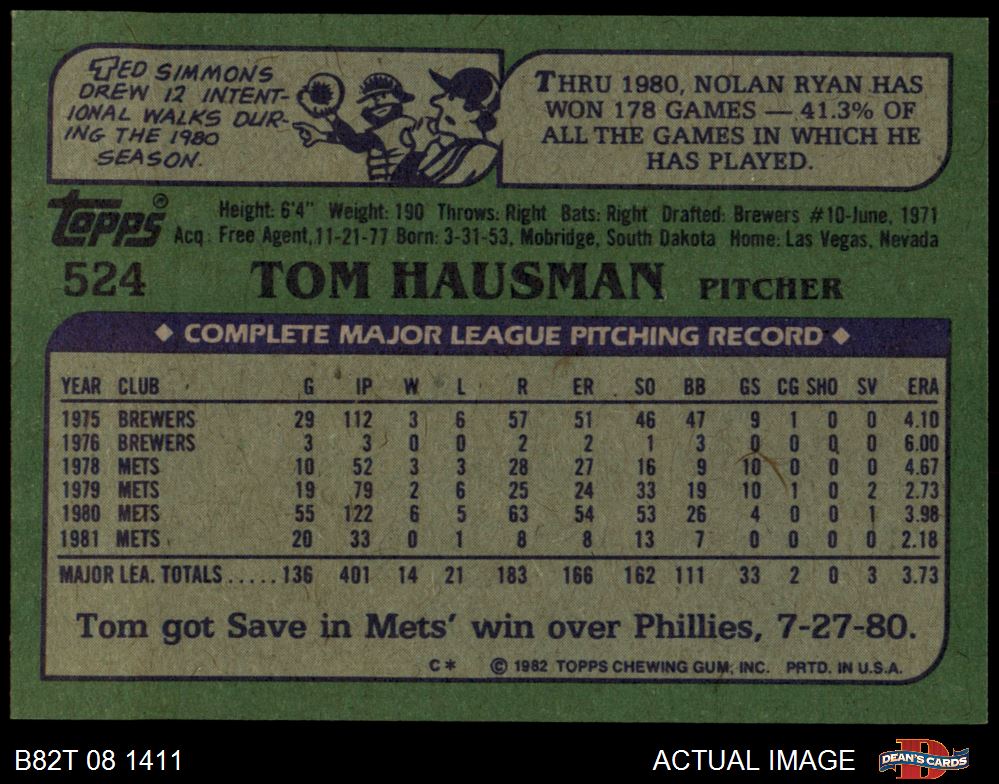 TED SIMMONS
DREW 12 INTENT-
IONAL WALKS DUR-
ING THE 1980
SEASON.
THRU 1980, NOLAN RYAN HAS
WON 178 GAMES — 41.3% OF
ALL THE GAMES IN WHICH HE
HAS PLAYED.
Topps®
Height: 6'4" Weight: 190 Throws: Right Bats: Right Drafted: Brewers #10-June, 1971
Acq: Free Agent, 11-21-77 Born: 3-31-53, Mobridge, South Dakota Home: Las Vegas, Nevada
524 TOM HAUSMAN PITCHER
◆ COMPLETE MAJOR LEAGUE PITCHING RECORD ◆
YEAR CLUB G IP W L R ER SO BB GS CG SHO SV ERA
1975 BREWERS 29 112 3 6 57 51 46 47 9 1 0 0 4.10
1976 BREWERS 3 3 0 0 2 2 1 3 0 0 0 0 6.00
1978 METS 10 52 3 3 28 27 16 9 10 0 0 0 4.67
1979 METS 19 79 2 6 25 24 33 19 10 1 0 2 2.73
1980 METS 55 122 6 5 63 54 53 26 4 0 0 1 3.98
1981 METS 20 33 0 1 8 8 13 7 0 0 0 0 2.18
MAJOR LEA. TOTALS.....136 401 14 21 183 166 162 111 33 2 0 3 3.73
Tom got Save in Mets' win over Phillies, 7-27-80.
C* © 1982 TOPPS CHEWING GUM, INC. PRTD. IN U.S.A.
B82T 08 1411
ACTUAL IMAGE
D
DEAN'S CARDS